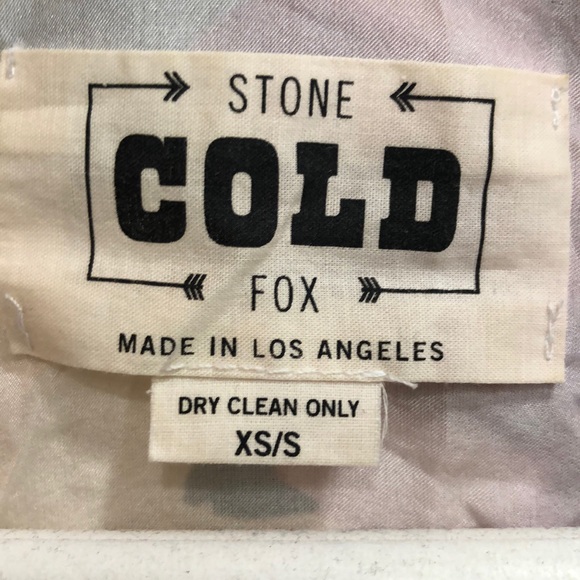 STONE
COLD
FOX
MADE IN LOS ANGELES
DRY CLEAN ONLY
XS/S